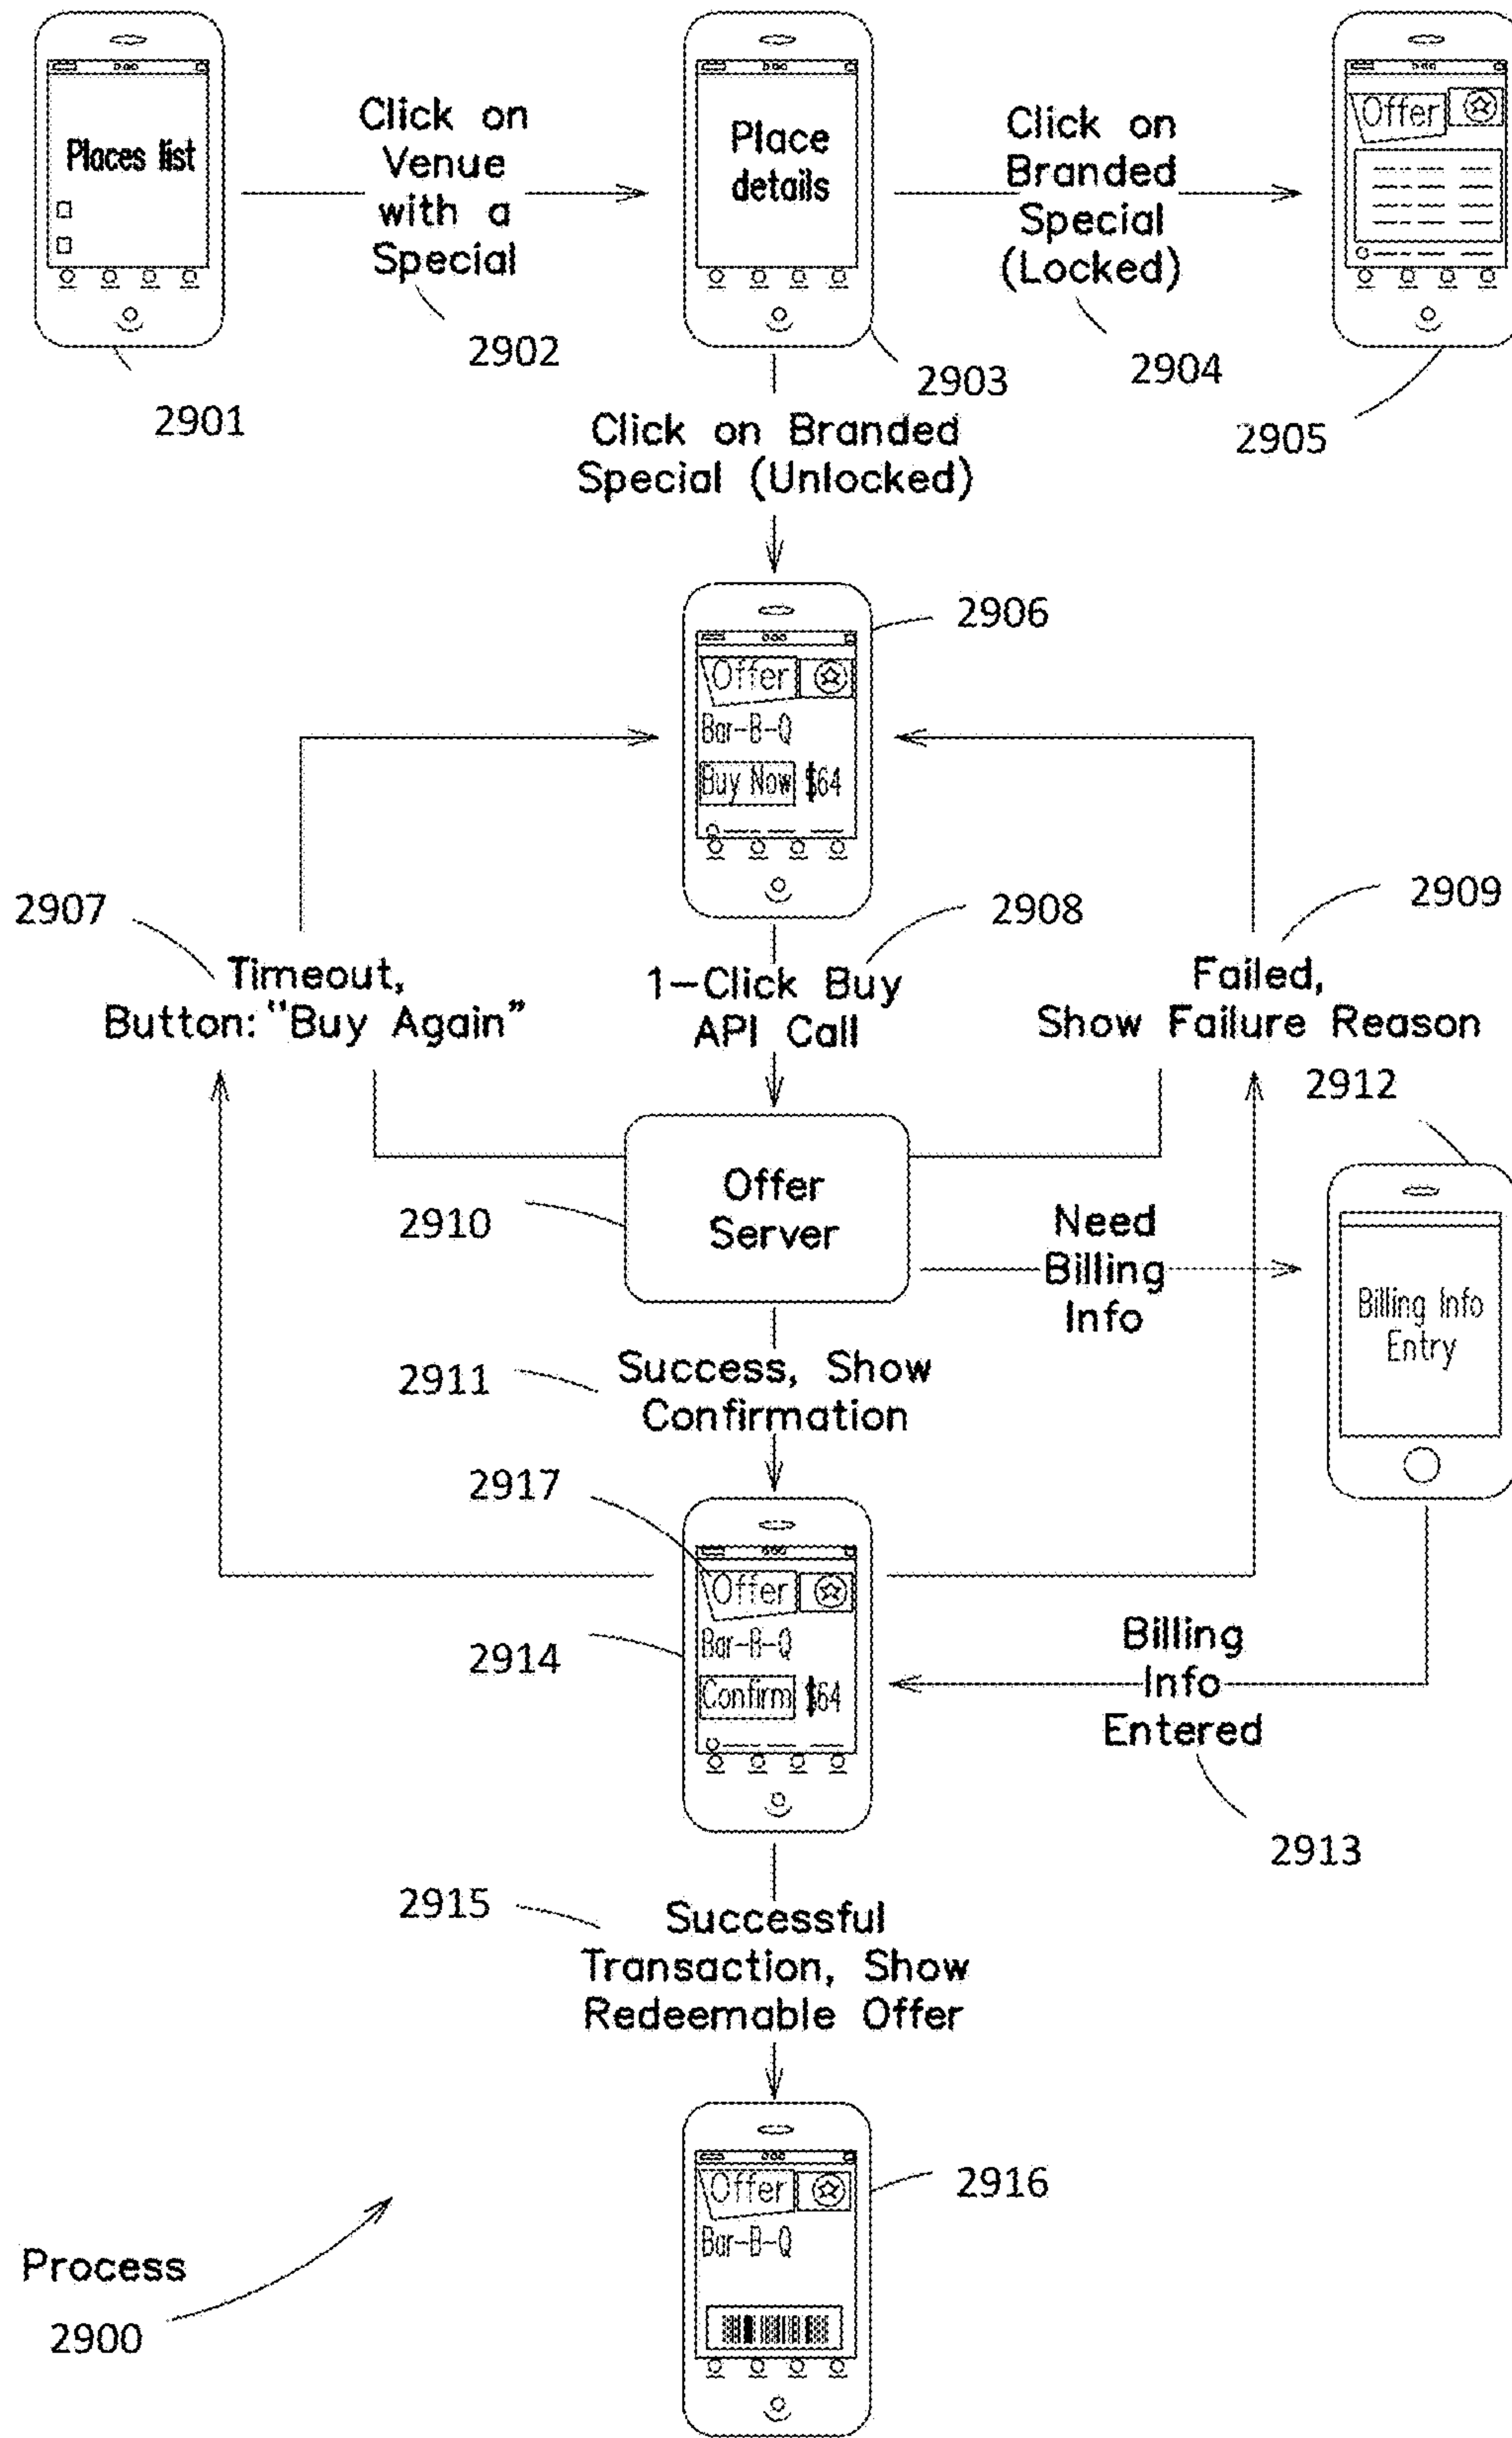 Places list
Click on
Venue
with a
Special
2902
2901
Place
details
2903
Click on
Branded
Special
(Locked)
2904
Offer
2905
Click on Branded
Special (Unlocked)
2906
Offer
Bar-B-Q
Buy Now $64
2907
Timeout,
Button: "Buy Again"
2908
1-Click Buy
API Call
2909
Failed,
Show Failure Reason
2912
Offer
Server
2910
Need
Billing
Info
Billing Info
Entry
2911
Success, Show
Confirmation
2917
Offer
Bar-B-Q
Confirm $64
2914
Billing
Info
Entered
2913
2915
Successful
Transaction, Show
Redeemable Offer
2916
Offer
Bar-B-Q
Process
2900